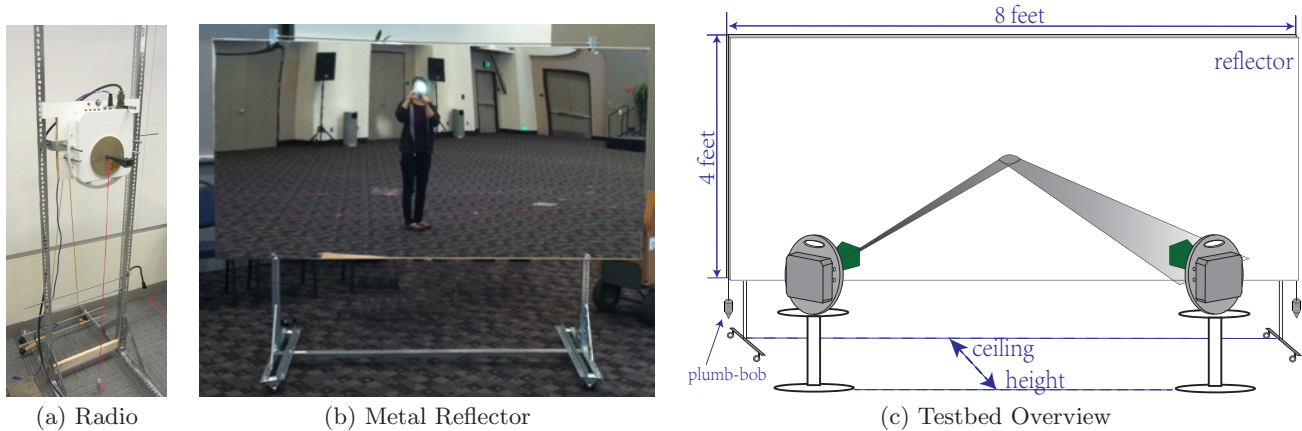 8 feet
reflector
4 feet
ceiling
height
plumb-bob
(a) Radio
(b) Metal Reflector
(c) Testbed Overview